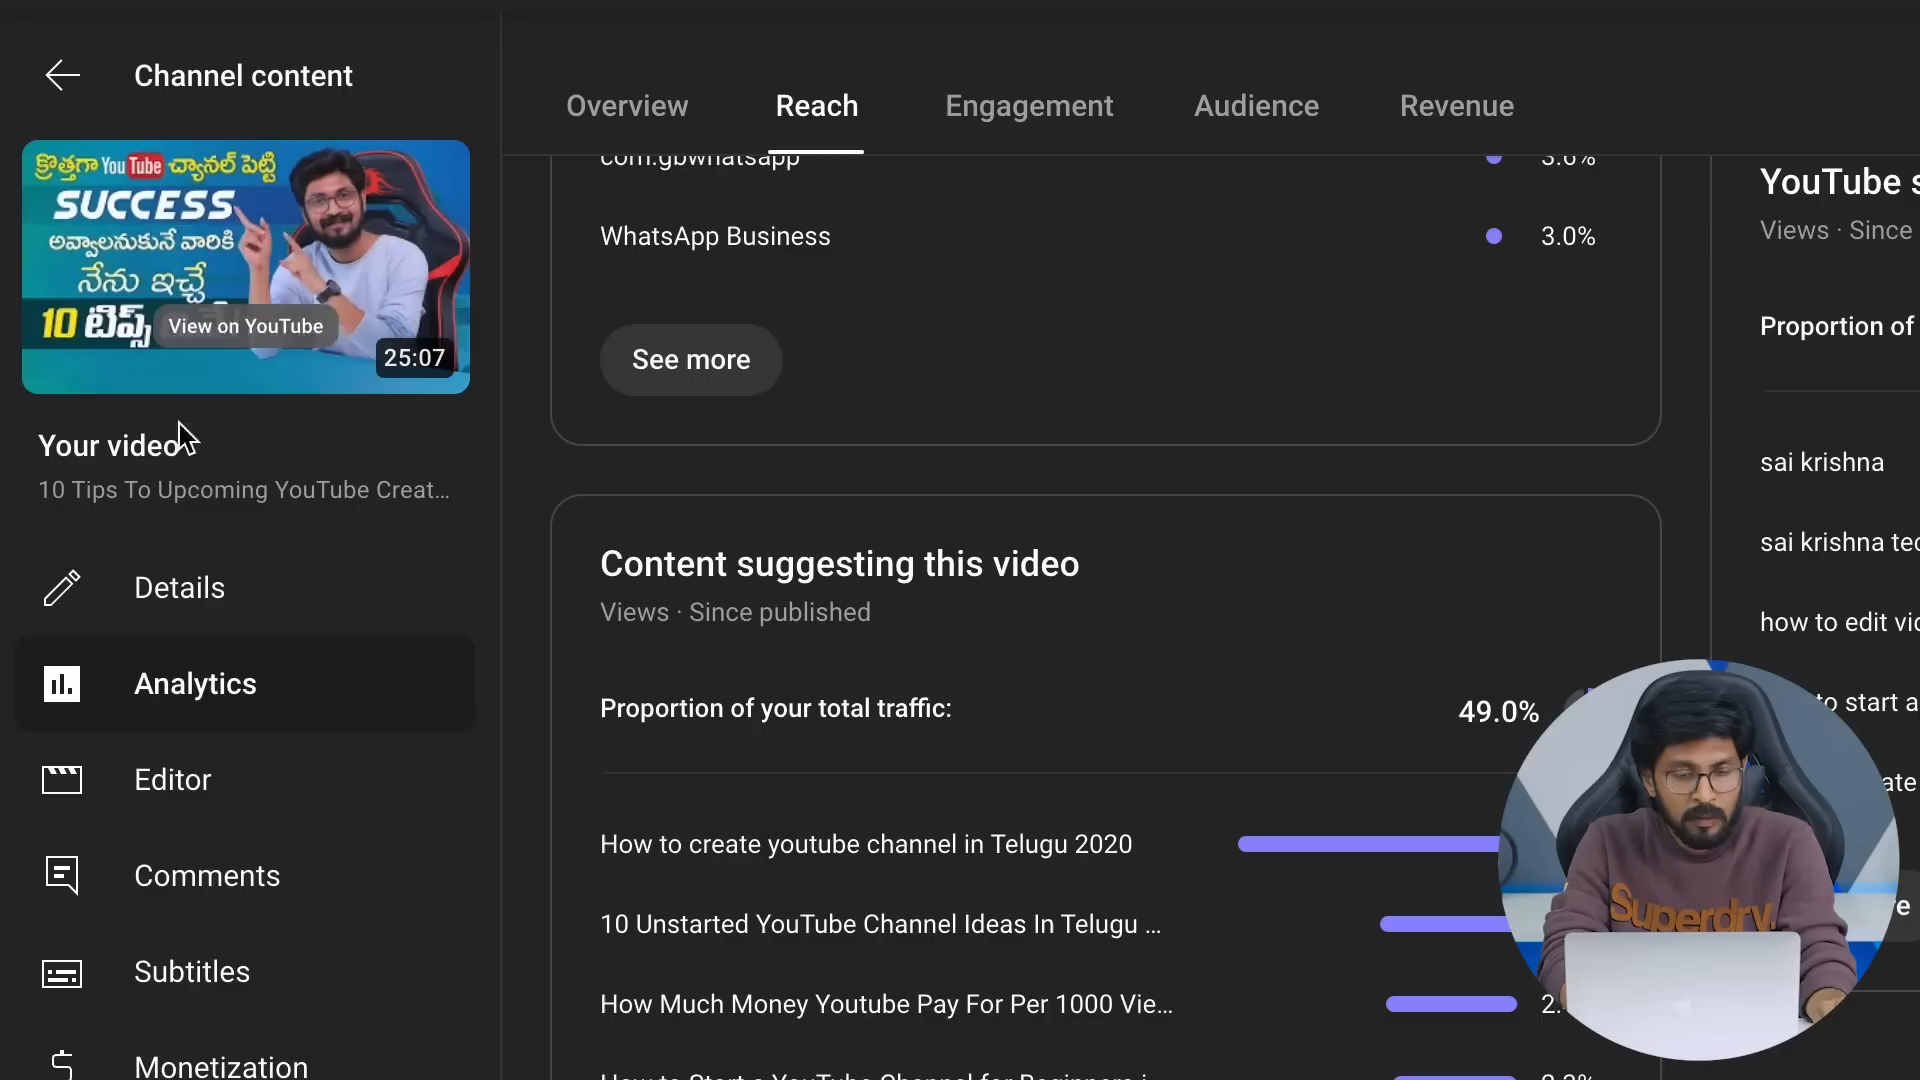 Channel content
Overview
Reach
Engagement
Audience
Revenue
క్రొత్తగా YouTube చ్యానల్ పెట్టి
SUCCESS
అవ్వాలనుకునే వారికి
నేను ఇచ్చే
10 టిప్స్
View on YouTube
25:07
Your video
10 Tips To Upcoming YouTube Creat...
Details
Analytics
Editor
Comments
Subtitles
Monetization
com.gbwhatsapp
WhatsApp Business 3.0%
See more
Content suggesting this video
Views · Since published
Proportion of your total traffic: 49.0%
How to create youtube channel in Telugu 2020
10 Unstarted YouTube Channel Ideas In Telugu ...
How Much Money Youtube Pay For Per 1000 Vie...
YouTube
Views · Since
Proportion of
sai krishna
sai krishna
how to edit
to start a
Superdry.